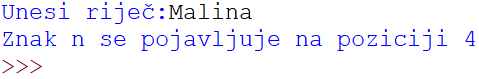 Unesi riječ:Malina
Znak n se pojavljuje na poziciji 4
>>>